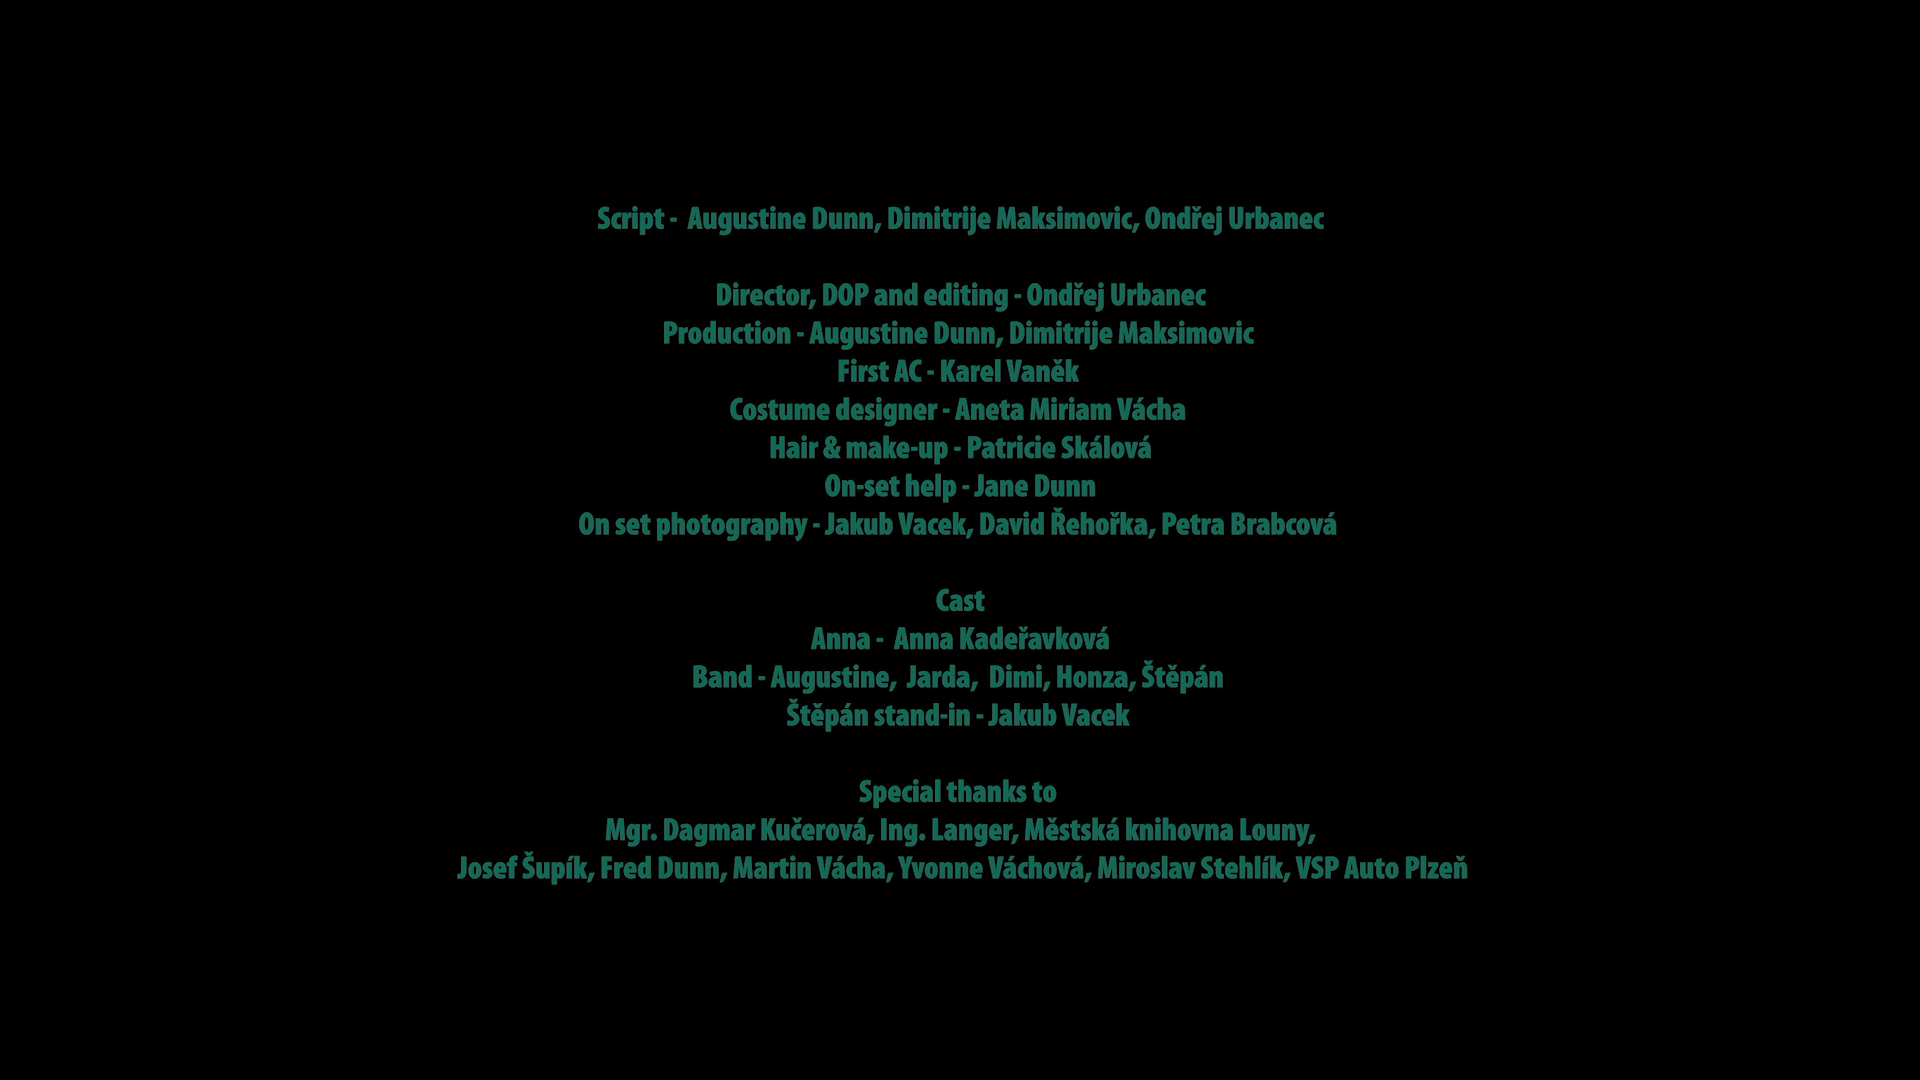 Script -  Augustine Dunn, Dimitrije Maksimovic, Ondřej Urbanec
Director, DOP and editing - Ondřej Urbanec
Production - Augustine Dunn, Dimitrije Maksimovic
First AC - Karel Vaněk
Costume designer - Aneta Miriam Vácha
Hair & make-up - Patricie Skálová
On-set help - Jane Dunn
On set photography - Jakub Vacek, David Řehořka, Petra Brabcová
Cast
Anna -  Anna Kadeřavková
Band - Augustine,  Jarda,  Dimi, Honza, Štěpán
Štěpán stand-in - Jakub Vacek
Special thanks to
Mgr. Dagmar Kučerová, Ing. Langer, Městská knihovna Louny,
Josef Šupík, Fred Dunn, Martin Vácha, Yvonne Váchová, Miroslav Stehlík, VSP Auto Plzeň